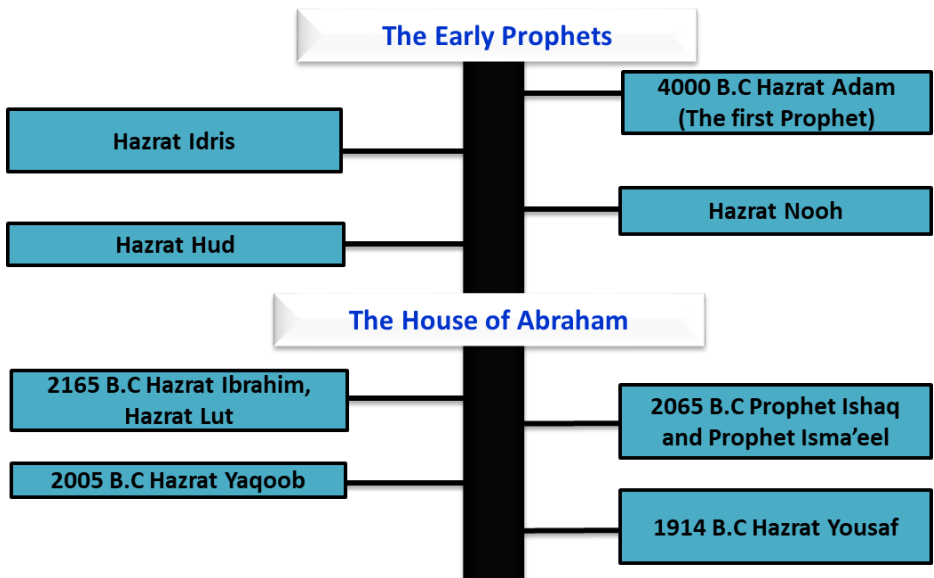 The Early Prophets
4000 B.C Hazrat Adam
(The first Prophet)
Hazrat Idris
Hazrat Nooh
Hazrat Hud
The House of Abraham
2165 B.C Hazrat Ibrahim,
Hazrat Lut
2065 B.C Prophet Ishaq
and Prophet Isma’eel
2005 B.C Hazrat Yaqoob
1914 B.C Hazrat Yousaf